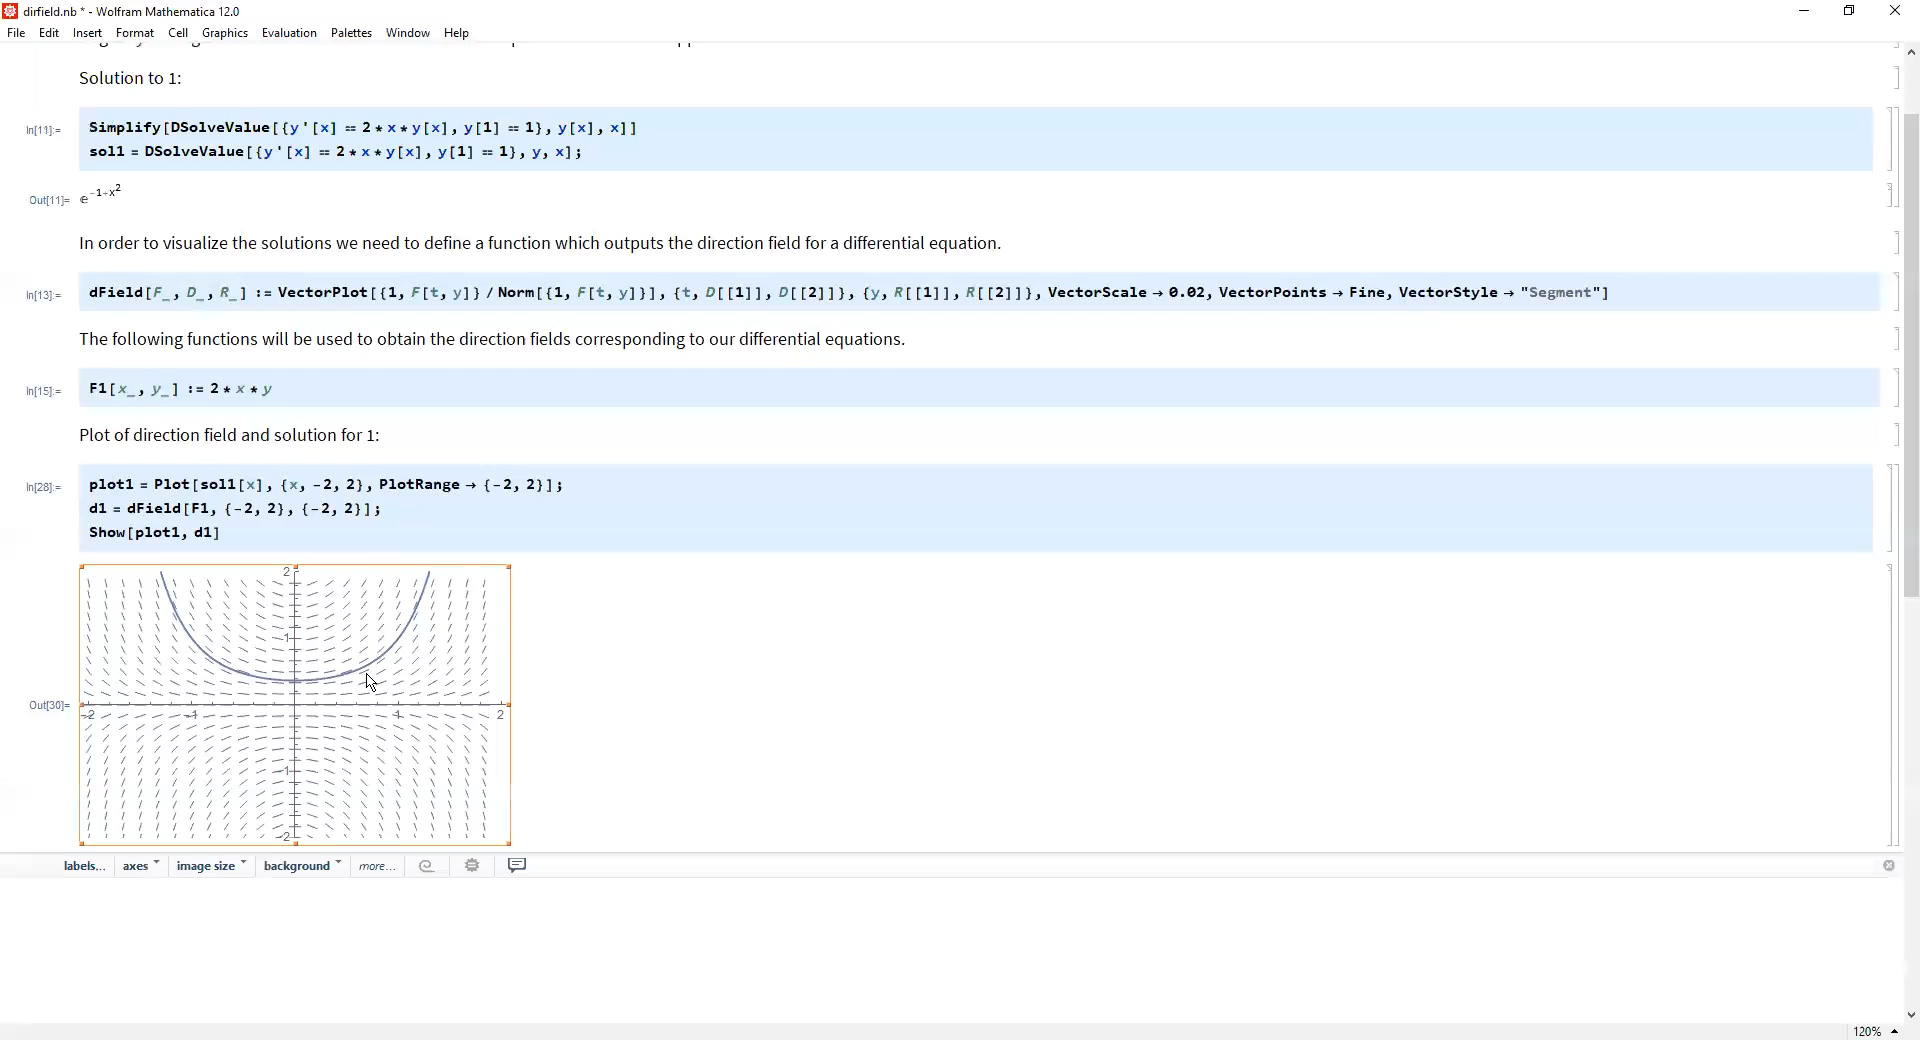 dirfield.nb * - Wolfram Mathematica 12.0
File Edit Insert Format Cell Graphics Evaluation Palettes Window Help
Solution to 1:
In[11]:= Simplify[DSolveValue[{y'[x] == 2*x*y[x], y[1] == 1}, y[x], x]]
sol1 = DSolveValue[{y'[x] == 2*x*y[x], y[1] == 1}, y, x];
Out[11]= ⅇ^(-1+x^2)
In order to visualize the solutions we need to define a function which outputs the direction field for a differential equation.
In[13]:= dField[F_, D_, R_] := VectorPlot[{1, F[t, y]} / Norm[{1, F[t, y]}], {t, D[[1]], D[[2]]}, {y, R[[1]], R[[2]]}, VectorScale → 0.02, VectorPoints → Fine, VectorStyle → "Segment"]
The following functions will be used to obtain the direction fields corresponding to our differential equations.
In[15]:= F1[x_, y_] := 2*x*y
Plot of direction field and solution for 1:
In[28]:= plot1 = Plot[sol1[x], {x, -2, 2}, PlotRange → {-2, 2}];
d1 = dField[F1, {-2, 2}, {-2, 2}];
Show[plot1, d1]
2
1
Out[30]=
-2 -1 1 2
-1
-2
labels... axes image size background more...
120%